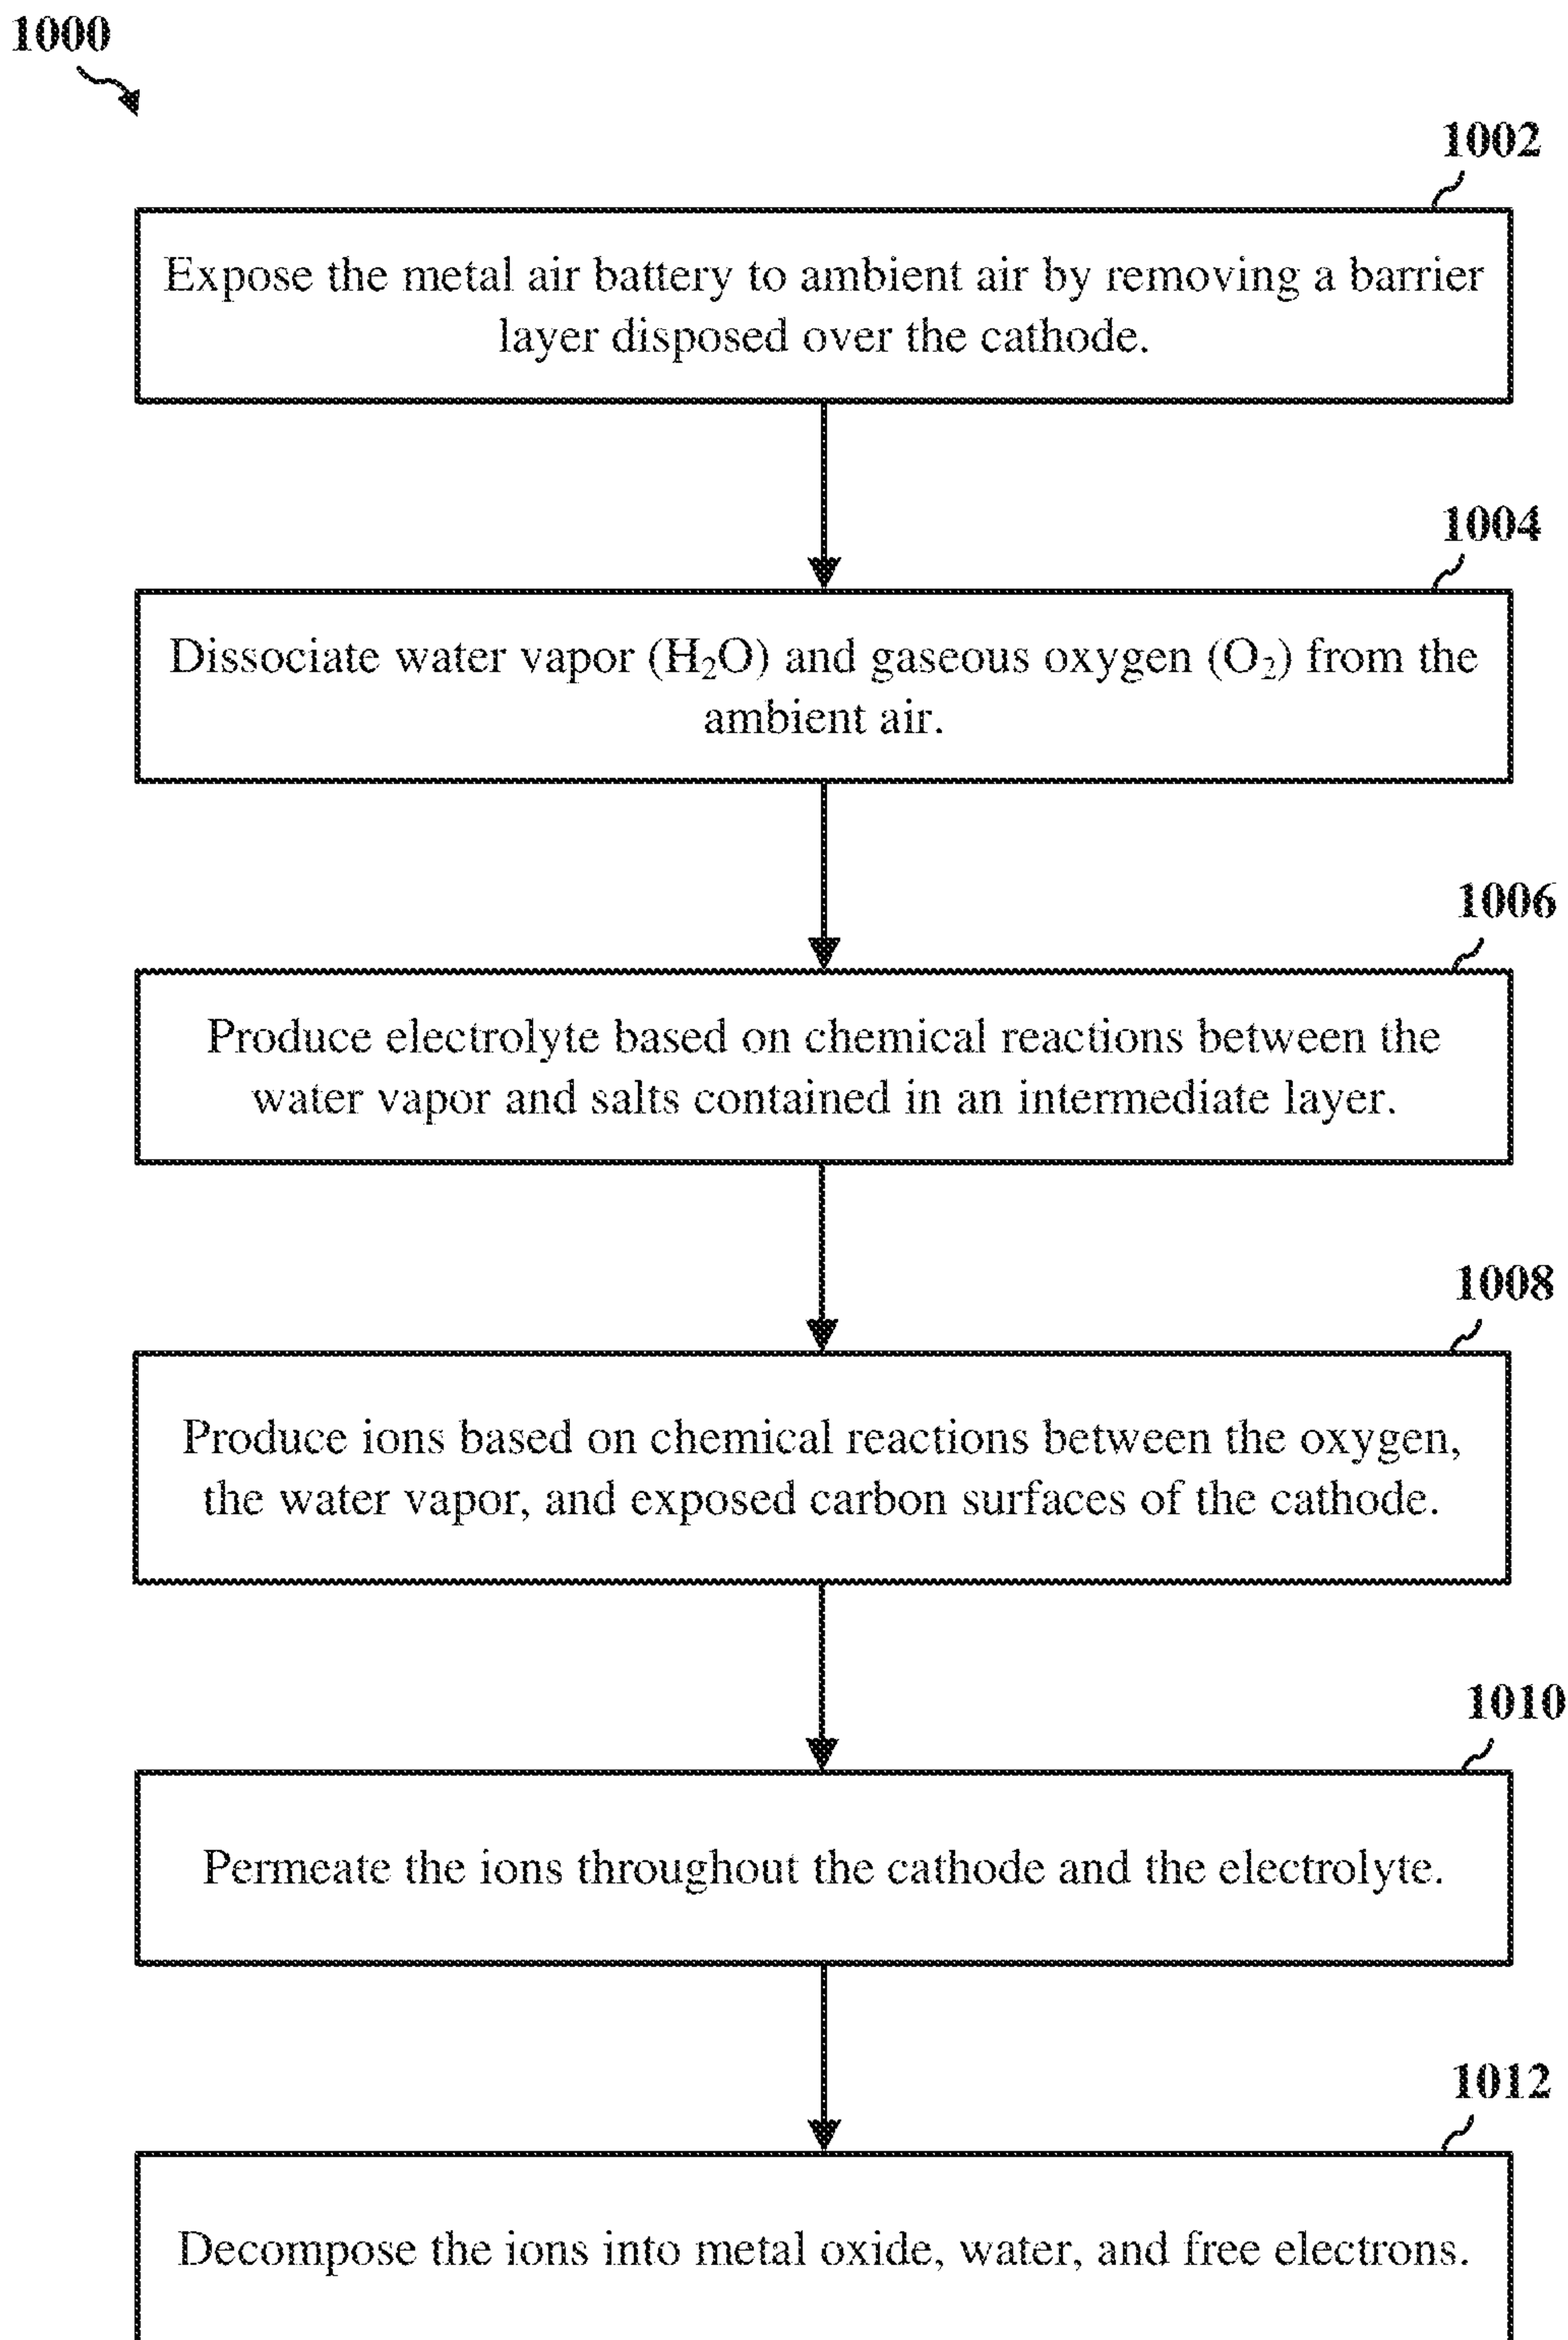 1000
1002
Expose the metal air battery to ambient air by removing a barrier
layer disposed over the cathode.
1004
Dissociate water vapor (H₂O) and gaseous oxygen (O₂) from the
ambient air.
1006
Produce electrolyte based on chemical reactions between the
water vapor and salts contained in an intermediate layer.
1008
Produce ions based on chemical reactions between the oxygen,
the water vapor, and exposed carbon surfaces of the cathode.
1010
Permeate the ions throughout the cathode and the electrolyte.
1012
Decompose the ions into metal oxide, water, and free electrons.